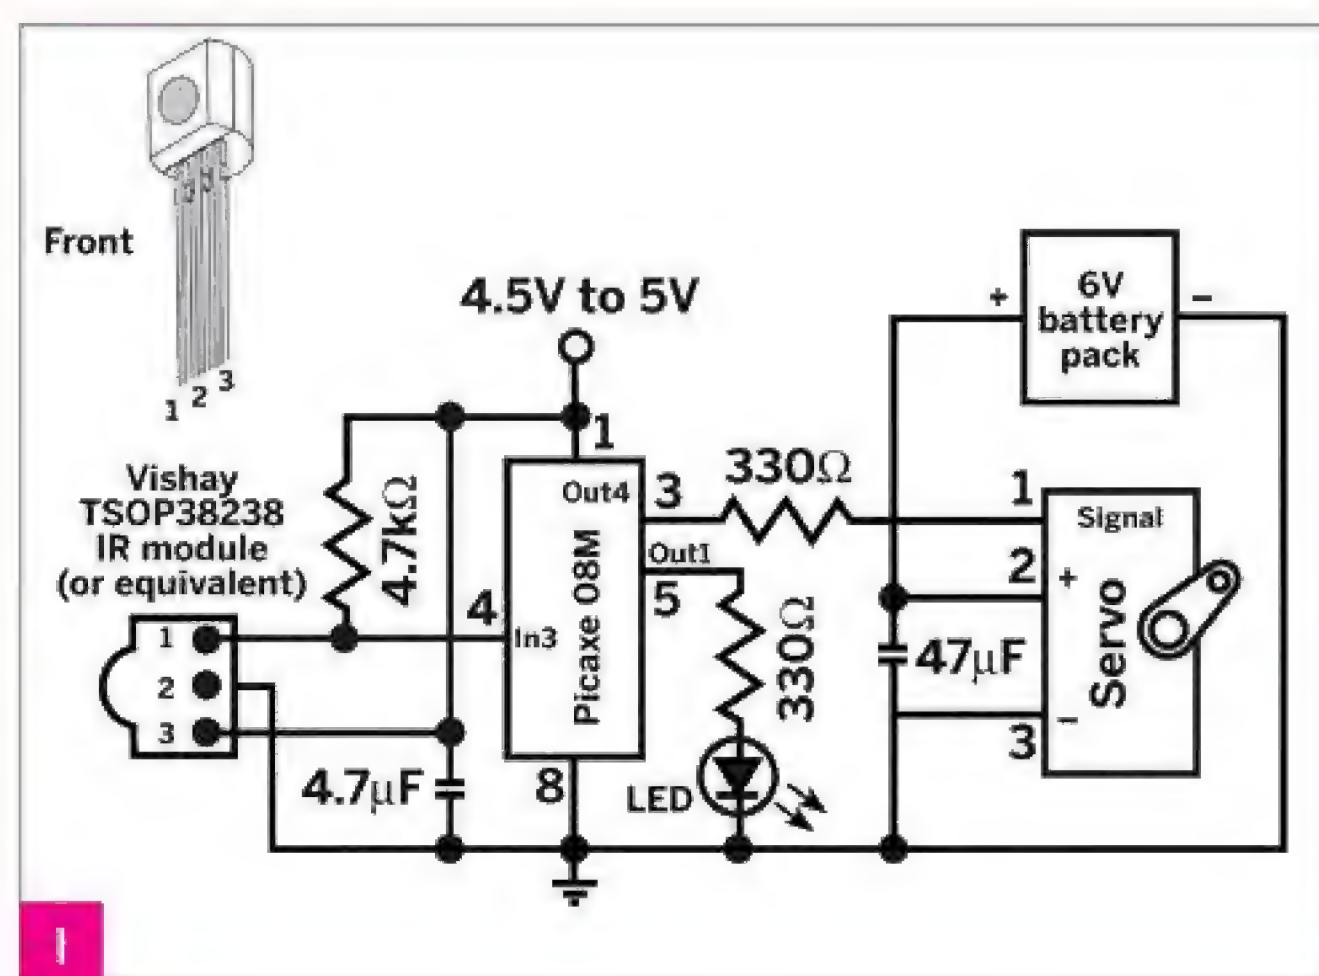 Front
1 2 3
Vishay
TSOP38238
IR module
(or equivalent)
1
2
3
4.5V to 5V
4.7kΩ
4.7μF
1
Out4
3
Out1
5
4
In3
Picaxe 08M
8
330Ω
330Ω
LED
+
6V
battery
pack
–
1
Signal
2
+
Servo
47μF
3
–
I